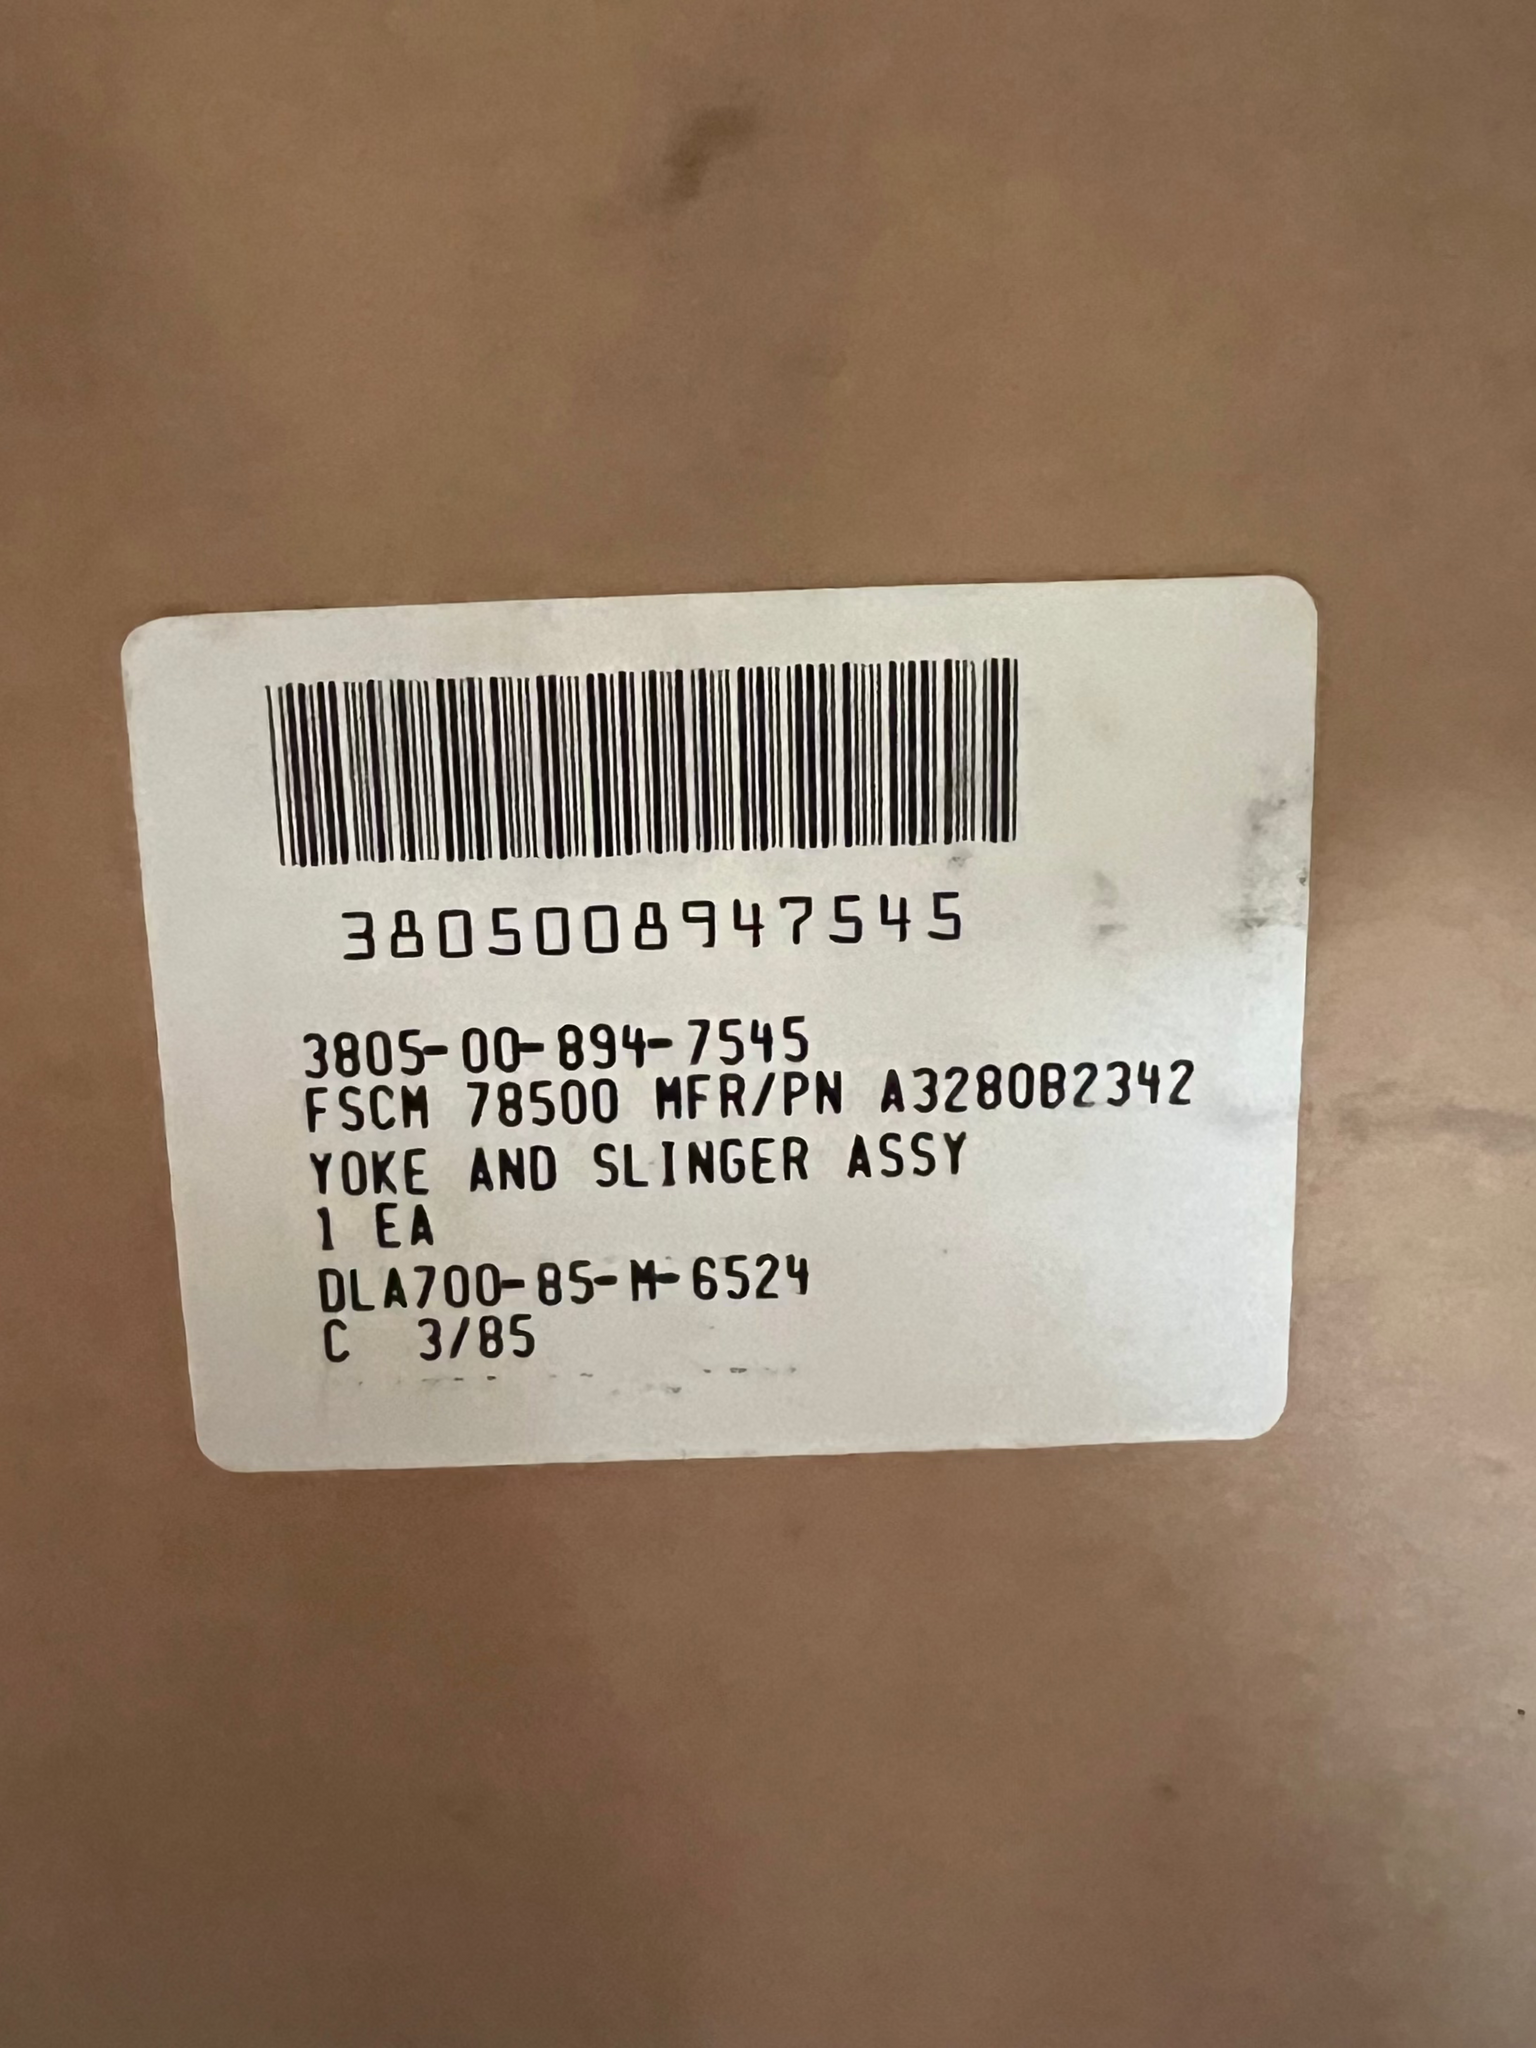 3805008947545
3805-00-894-7545
FSCM 78500 MFR/PN A3280B2342
YOKE AND SLINGER ASSY
1 EA
DLA700-85-M-6524
C 3/85